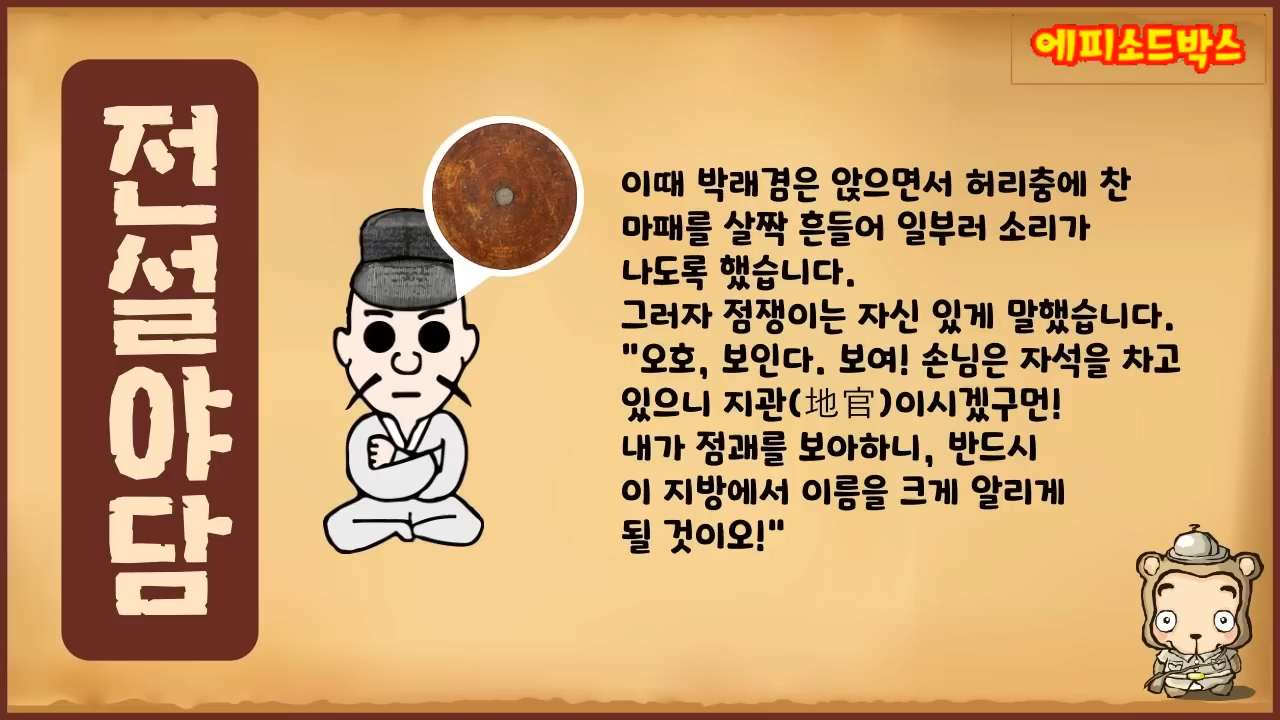 에피소드박스
전설야담
이때 박래겸은 앉으면서 허리춤에 찬
마패를 살짝 흔들어 일부러 소리가
나도록 했습니다.
그러자 점쟁이는 자신 있게 말했습니다.
"오호, 보인다. 보여! 손님은 자석을 차고
있으니 지관(地官)이시겠구먼!
내가 점괘를 보아하니, 반드시
이 지방에서 이름을 크게 알리게
될 것이오!"